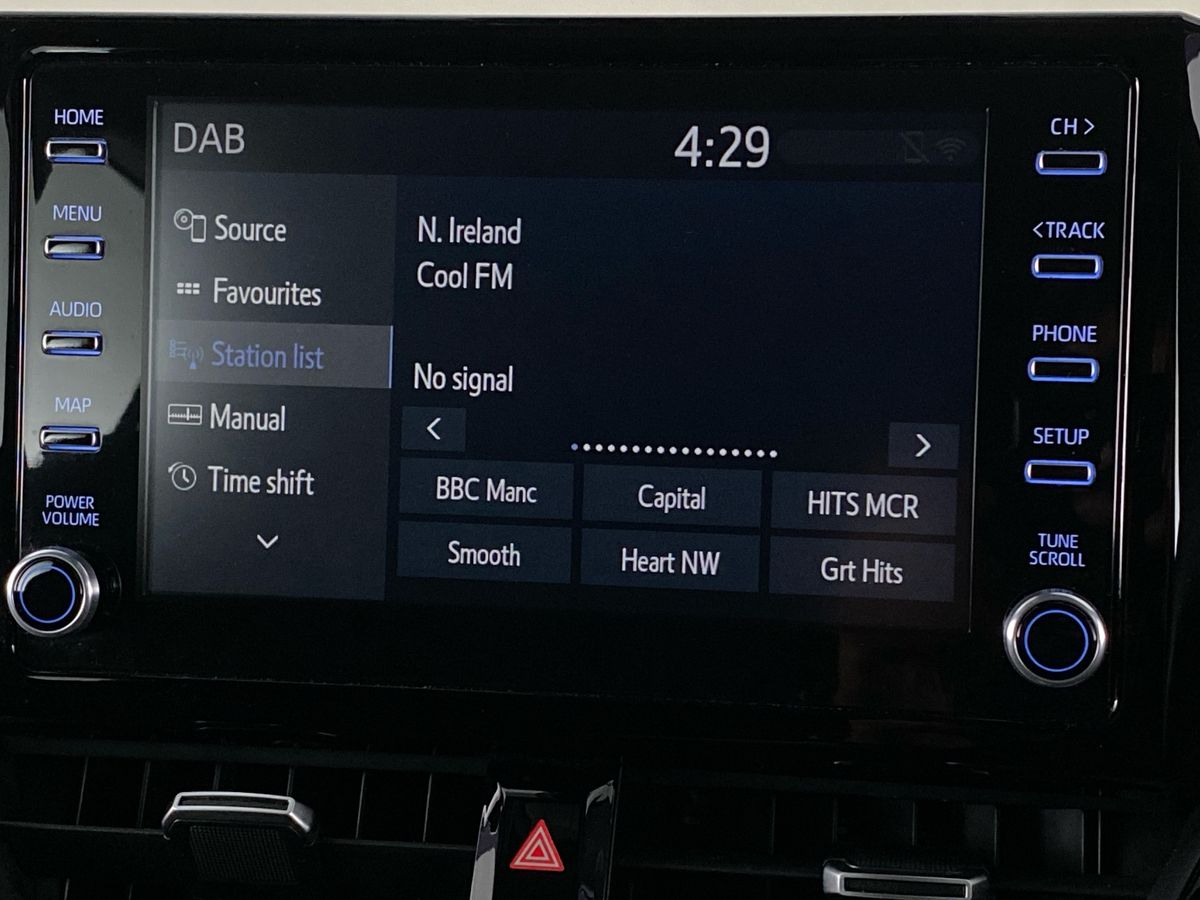 HOME
MENU
AUDIO
MAP
POWER
VOLUME
DAB
4:29
Source
Favourites
Station list
Manual
Time shift
N. Ireland
Cool FM
No signal
BBC Manc
Capital
HITS MCR
Smooth
Heart NW
Grt Hits
CH >
<TRACK
PHONE
SETUP
TUNE
SCROLL